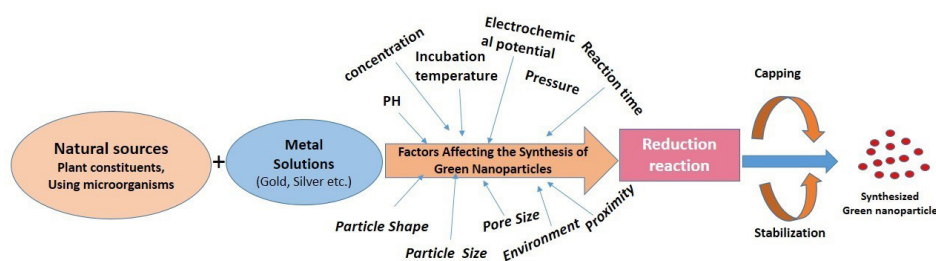 Natural sources
Plant constituents,
Using microorganisms
+
Metal
Solutions
(Gold, Silver etc.)
PH
concentration
Incubation
temperature
Electrochemic
al potential
Pressure
Reaction time
Factors Affecting the Synthesis of
Green Nanoparticles
Particle Shape
Particle Size
Pore Size
Environment
Proximity
Reduction
reaction
Capping
Stabilization
Synthesized
Green nanoparticle